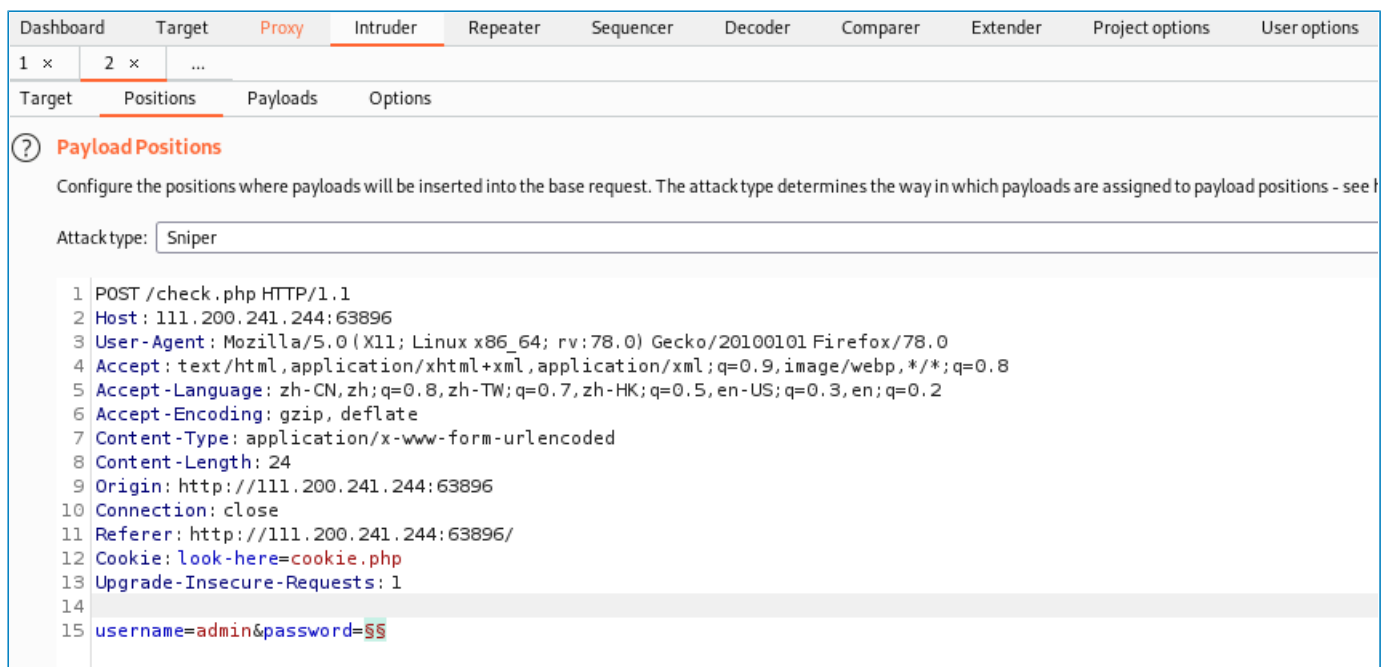 Dashboard Target Proxy Intruder Repeater Sequencer Decoder Comparer Extender Project options User options
1 × 2 × ...
Target Positions Payloads Options
? Payload Positions
Configure the positions where payloads will be inserted into the base request. The attack type determines the way in which payloads are assigned to payload positions - see
Attack type: Sniper
1 POST /check.php HTTP/1.1
2 Host: 111.200.241.244:63896
3 User-Agent: Mozilla/5.0 (X11; Linux x86_64; rv:78.0) Gecko/20100101 Firefox/78.0
4 Accept: text/html,application/xhtml+xml,application/xml;q=0.9,image/webp,*/*;q=0.8
5 Accept-Language: zh-CN,zh;q=0.8,zh-TW;q=0.7,zh-HK;q=0.5,en-US;q=0.3,en;q=0.2
6 Accept-Encoding: gzip, deflate
7 Content-Type: application/x-www-form-urlencoded
8 Content-Length: 24
9 Origin: http://111.200.241.244:63896
10 Connection: close
11 Referer: http://111.200.241.244:63896/
12 Cookie: look-here=cookie.php
13 Upgrade-Insecure-Requests: 1
14
15 username=admin&password=§§